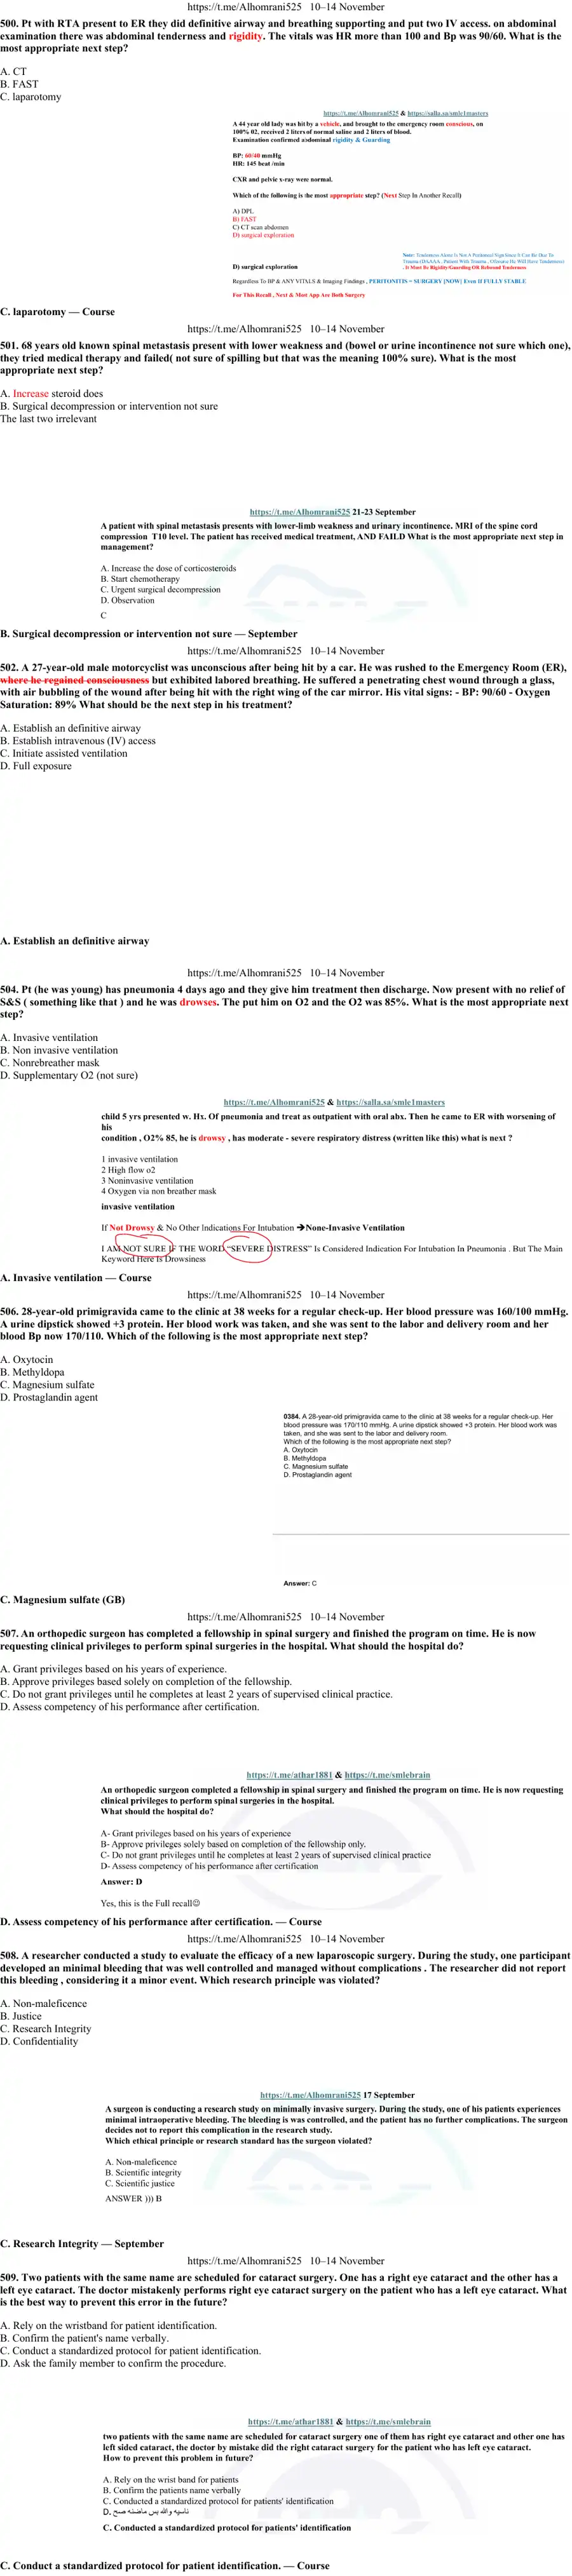 https://t.me/Alhomrani525 10–14 November
500. Pt with RTA present to ER they did definitive airway and breathing supporting and put two IV access. on abdominal
examination there was abdominal tenderness and rigidity. The vitals was HR more than 100 and Bp was 90/60. What is the
most appropriate next step?
A. CT
B. FAST
C. laparotomy
https://t.me/Alhomrani525 & https://salla.sa/smle1masters
A 44 year old lady was hit by a vehicle, and brought to the emergency room conscious, on
100% 02, received 2 liters of normal saline and 2 liters of blood.
Examination confirmed abdominal rigidity & Guarding
BP: 60/40 mmHg
HR: 145 beat /min
CXR and pelvic x-ray were normal.
Which of the following is the most appropriate step? (Next Step In Another Recall)
A) DPL
B) FAST
C) CT scan abdomen
D) surgical exploration
Note: Tenderness Alone Is Not A Peritoneal Sign Since It Can Be Due To
Trauma (DAAAA , Patient With Trauma , Ofcourse He Will Have Tenderness)
, It Must Be Rigidity/Guarding OR Rebound Tenderness
D) surgical exploration
Regardless To BP & ANY VITALS & Imaging Findings , PERITONITIS = SURGERY [NOW] Even If FULLY STABLE
For This Recall , Next & Most App Are Both Surgery
C. laparotomy — Course
https://t.me/Alhomrani525 10–14 November
501. 68 years old known spinal metastasis present with lower weakness and (bowel or urine incontinence not sure which one),
they tried medical therapy and failed( not sure of spilling but that was the meaning 100% sure). What is the most
appropriate next step?
A. Increase steroid does
B. Surgical decompression or intervention not sure
The last two irrelevant
https://t.me/Alhomrani525 21-23 September
A patient with spinal metastasis presents with lower-limb weakness and urinary incontinence. MRI of the spine cord
compression T10 level. The patient has received medical treatment, AND FAILD What is the most appropriate next step in
management?
A. Increase the dose of corticosteroids
B. Start chemotherapy
C. Urgent surgical decompression
D. Observation
C
B. Surgical decompression or intervention not sure — September
https://t.me/Alhomrani525 10–14 November
502. A 27-year-old male motorcyclist was unconscious after being hit by a car. He was rushed to the Emergency Room (ER),
where he regained consciousness but exhibited labored breathing. He suffered a penetrating chest wound through a glass,
with air bubbling of the wound after being hit with the right wing of the car mirror. His vital signs: - BP: 90/60 - Oxygen
Saturation: 89% What should be the next step in his treatment?
A. Establish an definitive airway
B. Establish intravenous (IV) access
C. Initiate assisted ventilation
D. Full exposure
A. Establish an definitive airway
https://t.me/Alhomrani525 10–14 November
504. Pt (he was young) has pneumonia 4 days ago and they give him treatment then discharge. Now present with no relief of
S&S ( something like that ) and he was drowses. The put him on O2 and the O2 was 85%. What is the most appropriate next
step?
A. Invasive ventilation
B. Non invasive ventilation
C. Nonrebreather mask
D. Supplementary O2 (not sure)
https://t.me/Alhomrani525 & https://salla.sa/smle1masters
child 5 yrs presented w. Hx. Of pneumonia and treat as outpatient with oral abx. Then he came to ER with worsening of
his
condition , O2% 85, he is drowsy , has moderate - severe respiratory distress (written like this) what is next ?
1 invasive ventilation
2 High flow o2
3 Noninvasive ventilation
4 Oxygen via non breather mask
invasive ventilation
If Not Drowsy & No Other Indications For Intubation ➔None-Invasive Ventilation
I AM NOT SURE IF THE WORD "SEVERE DISTRESS" Is Considered Indication For Intubation In Pneumonia . But The Main
Keyword Here Is Drowsiness
A. Invasive ventilation — Course
https://t.me/Alhomrani525 10–14 November
506. 28-year-old primigravida came to the clinic at 38 weeks for a regular check-up. Her blood pressure was 160/100 mmHg.
A urine dipstick showed +3 protein. Her blood work was taken, and she was sent to the labor and delivery room and her
blood Bp now 170/110. Which of the following is the most appropriate next step?
A. Oxytocin
B. Methyldopa
C. Magnesium sulfate
D. Prostaglandin agent
0384. A 28-year-old primigravida came to the clinic at 38 weeks for a regular check-up. Her
blood pressure was 170/110 mmHg. A urine dipstick showed +3 protein. Her blood work was
taken, and she was sent to the labor and delivery room.
Which of the following is the most appropriate next step?
A. Oxytocin
B. Methyldopa
C. Magnesium sulfate
D. Prostaglandin agent
Answer: C
C. Magnesium sulfate (GB)
https://t.me/Alhomrani525 10–14 November
507. An orthopedic surgeon has completed a fellowship in spinal surgery and finished the program on time. He is now
requesting clinical privileges to perform spinal surgeries in the hospital. What should the hospital do?
A. Grant privileges based on his years of experience.
B. Approve privileges based solely on completion of the fellowship.
C. Do not grant privileges until he completes at least 2 years of supervised clinical practice.
D. Assess competency of his performance after certification.
https://t.me/athar1881 & https://t.me/smlebrain
An orthopedic surgeon completed a fellowship in spinal surgery and finished the program on time. He is now requesting
clinical privileges to perform spinal surgeries in the hospital.
What should the hospital do?
A- Grant privileges based on his years of experience
B- Approve privileges solely based on completion of the fellowship only.
C- Do not grant privileges until he completes at least 2 years of supervised clinical practice
D- Assess competency of his performance after certification
Answer: D
Yes, this is the Full recall☺
D. Assess competency of his performance after certification. — Course
https://t.me/Alhomrani525 10–14 November
508. A researcher conducted a study to evaluate the efficacy of a new laparoscopic surgery. During the study, one participant
developed an minimal bleeding that was well controlled and managed without complications . The researcher did not report
this bleeding , considering it a minor event. Which research principle was violated?
A. Non-maleficence
B. Justice
C. Research Integrity
D. Confidentiality
https://t.me/Alhomrani525 17 September
A surgeon is conducting a research study on minimally invasive surgery. During the study, one of his patients experiences
minimal intraoperative bleeding. The bleeding is was controlled, and the patient has no further complications. The surgeon
decides not to report this complication in the research study.
Which ethical principle or research standard has the surgeon violated?
A. Non-maleficence
B. Scientific integrity
C. Scientific justice
ANSWER ))) B
C. Research Integrity — September
https://t.me/Alhomrani525 10–14 November
509. Two patients with the same name are scheduled for cataract surgery. One has a right eye cataract and the other has a
left eye cataract. The doctor mistakenly performs right eye cataract surgery on the patient who has a left eye cataract. What
is the best way to prevent this error in the future?
A. Rely on the wristband for patient identification.
B. Confirm the patient's name verbally.
C. Conduct a standardized protocol for patient identification.
D. Ask the family member to confirm the procedure.
https://t.me/athar1881 & https://t.me/smlebrain
two patients with the same name are scheduled for cataract surgery one of them has right eye cataract and other one has
left sided cataract, the doctor by mistake did the right cataract surgery for the patient who has left eye cataract.
How to prevent this problem in future?
A. Rely on the wrist band for patients
B. Confirm the patients name verbally
C. Conducted a standardized protocol for patients' identification
D. ناسيه والله بس ماضنه صح
C. Conducted a standardized protocol for patients' identification
C. Conduct a standardized protocol for patient identification. — Course